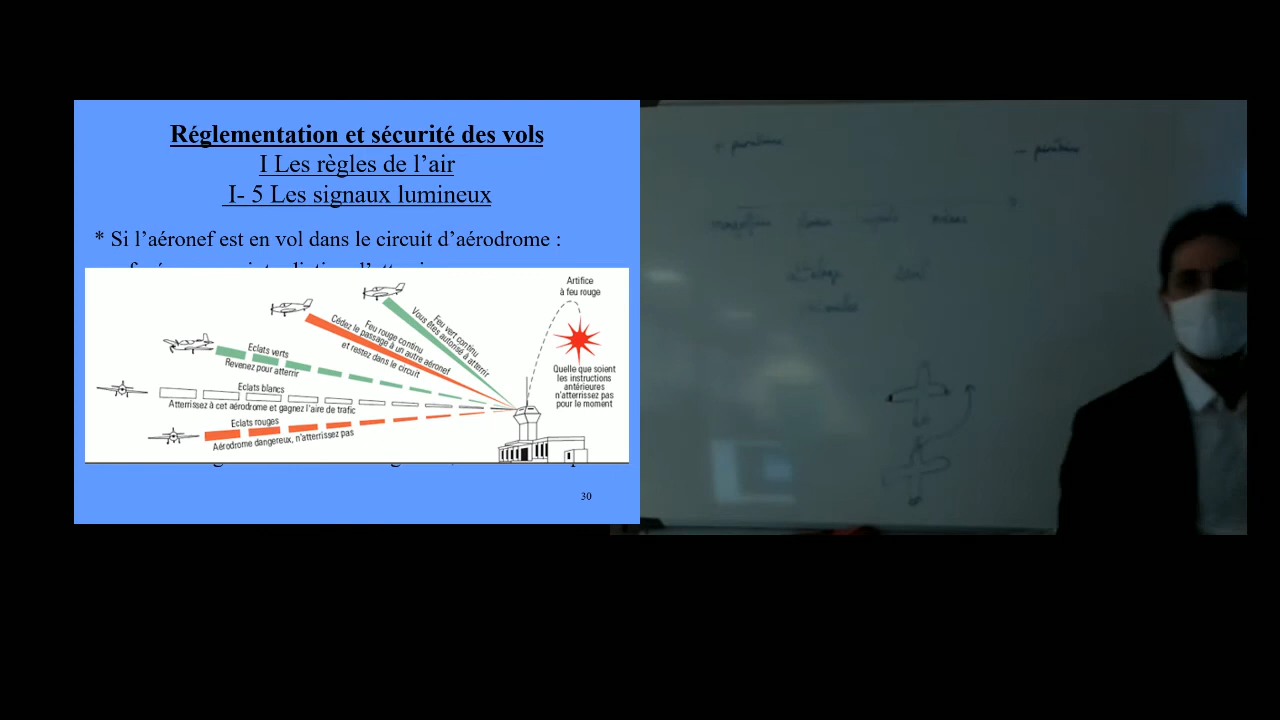 Réglementation et sécurité des vols
I Les règles de l'air
I- 5 Les signaux lumineux
* Si l'aéronef est en vol dans le circuit d'aérodrome :
Artifice
à feu rouge
Feu vert continu
Vous êtes autorisé à atterrir
Feu rouge continu
Cédez le passage à un autre aéronef
et restez dans le circuit
Eclats verts
Revenez pour atterrir
Eclats blancs
Atterrissez à cet aérodrome et gagnez l'aire de trafic
Eclats rouges
Aérodrome dangereux, n'atterrissez pas
Quelle que soient
les instructions
antérieures
n'atterrissez pas
pour le moment
30